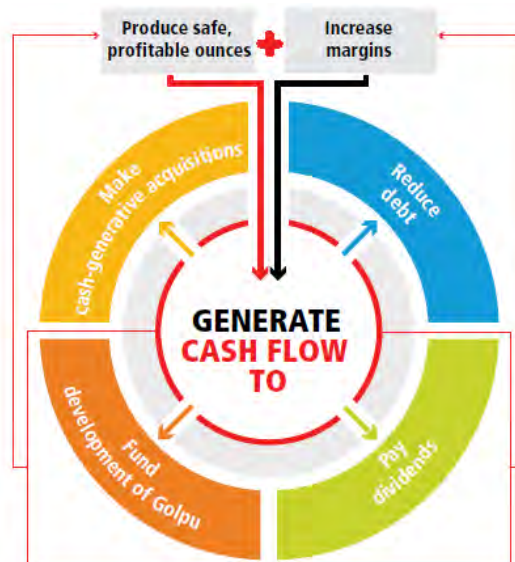 Produce safe,
profitable ounces
Increase
margins
Make
cash-generative acquisitions
Reduce
debt
GENERATE
CASH FLOW
TO
Fund
development of Golpu
Pay
dividends